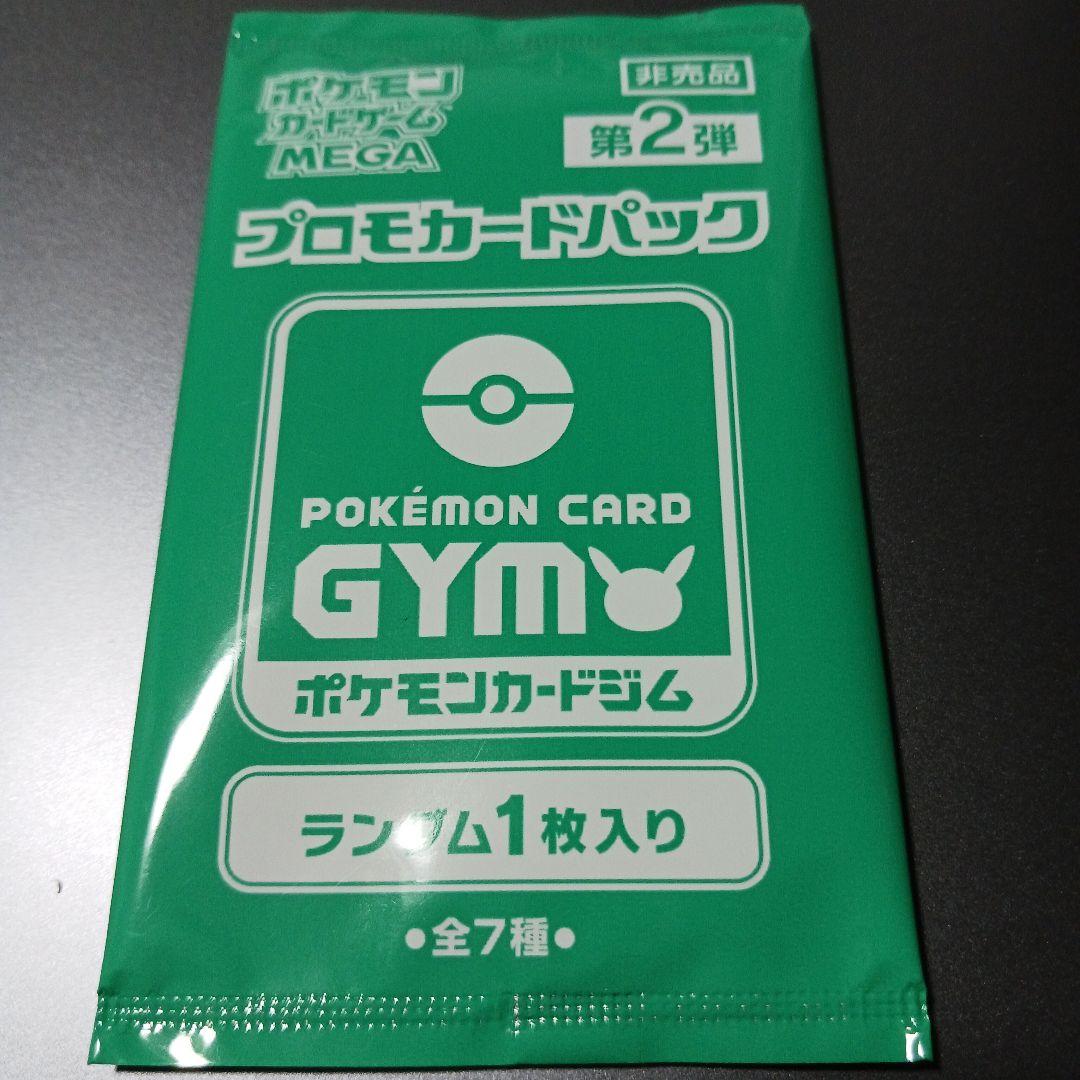 ポケモン
カードゲーム
MEGA
非売品
第2弾
プロモカードパック
POKÉMON CARD
GYM
ポケモンカードジム
ランダム1枚入り
•全7種•